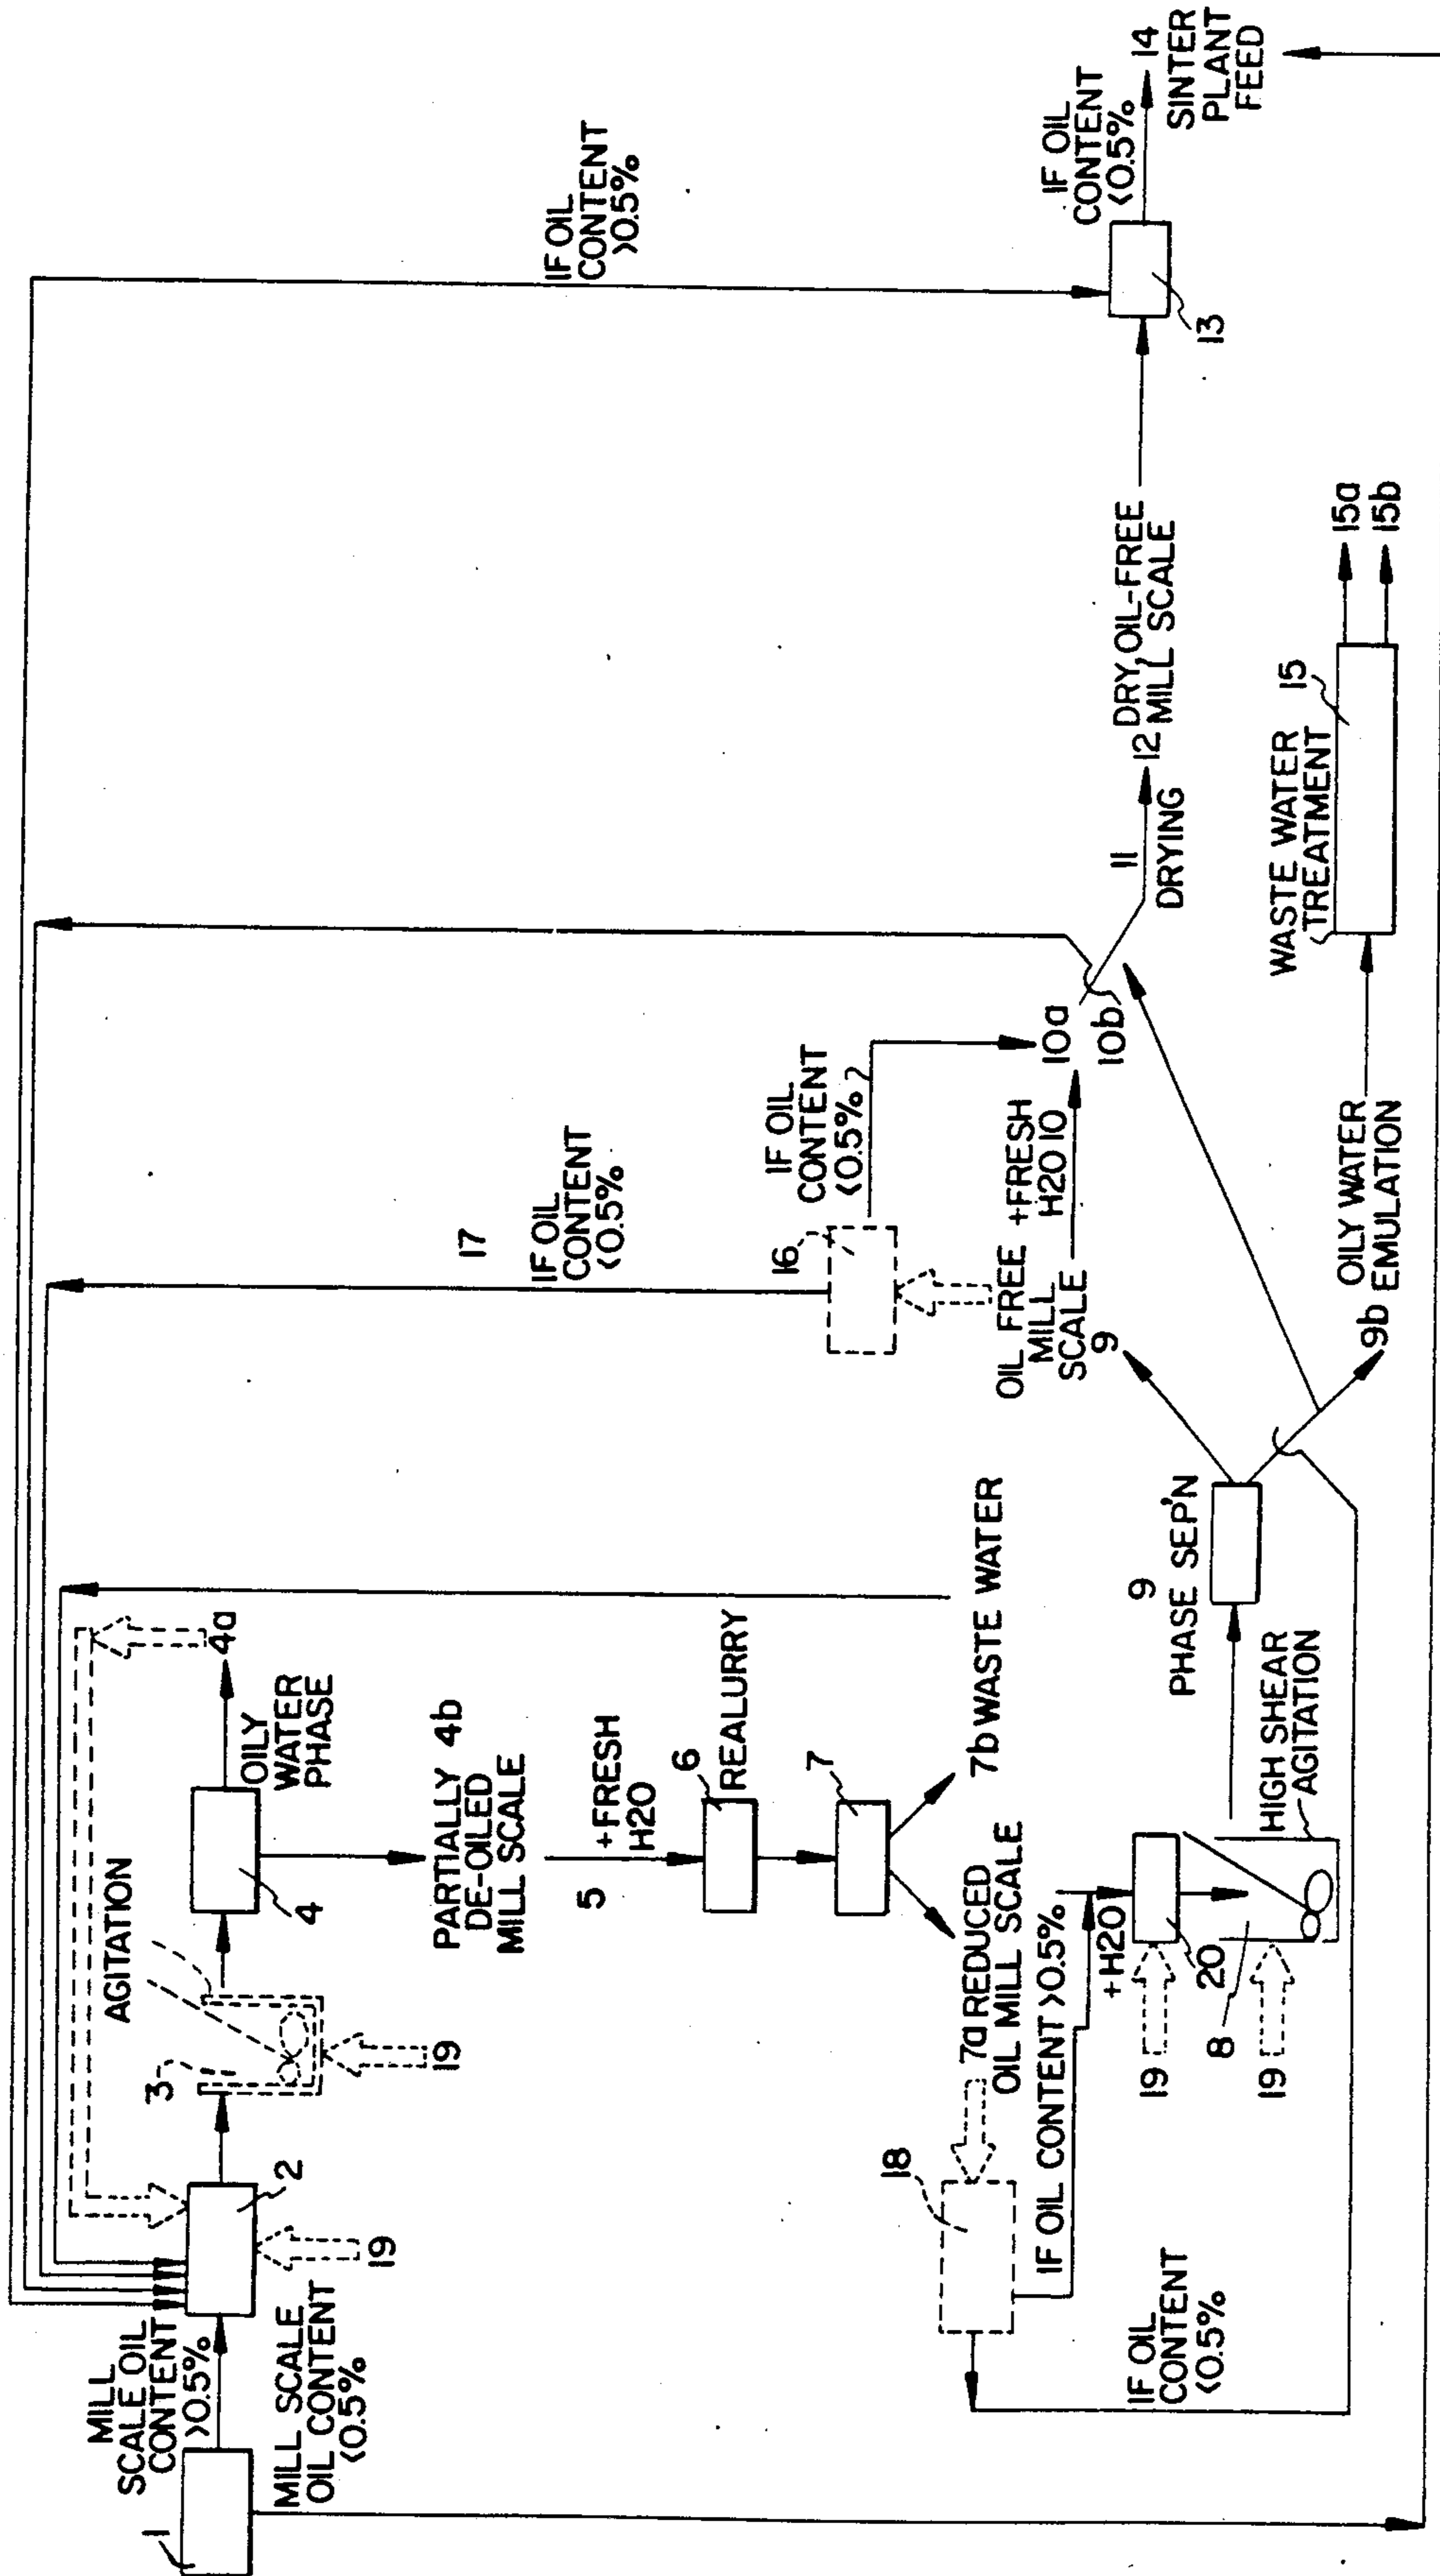 1
MILL
SCALE OIL
CONTENT
>0.5%
MILL SCALE
OIL CONTENT
<0.5%
2
19
3
AGITATION
19
4
OILY
WATER
PHASE
4a
PARTIALLY 4b
DE-OILED
MILL SCALE
5
+FRESH
H2O
6
REALURRY
7
7a REDUCED
OIL MILL SCALE
7b WASTE WATER
18
IF OIL CONTENT >0.5%
IF OIL
CONTENT
<0.5%
+H2O
19
20
8
19
HIGH SHEAR
AGITATION
9
PHASE SEP'N
OIL FREE
MILL
SCALE
9
+FRESH
H2O 10
9b
OILY WATER
EMULATION
16
17
IF OIL
CONTENT
<0.5%
IF OIL
CONTENT
<0.5%
10a
10b
11
DRYING
12 DRY, OIL-FREE
MILL SCALE
WASTE WATER
TREATMENT
15
15a
15b
IF OIL
CONTENT
>0.5%
13
IF OIL
CONTENT
<0.5%
14
SINTER
PLANT
FEED